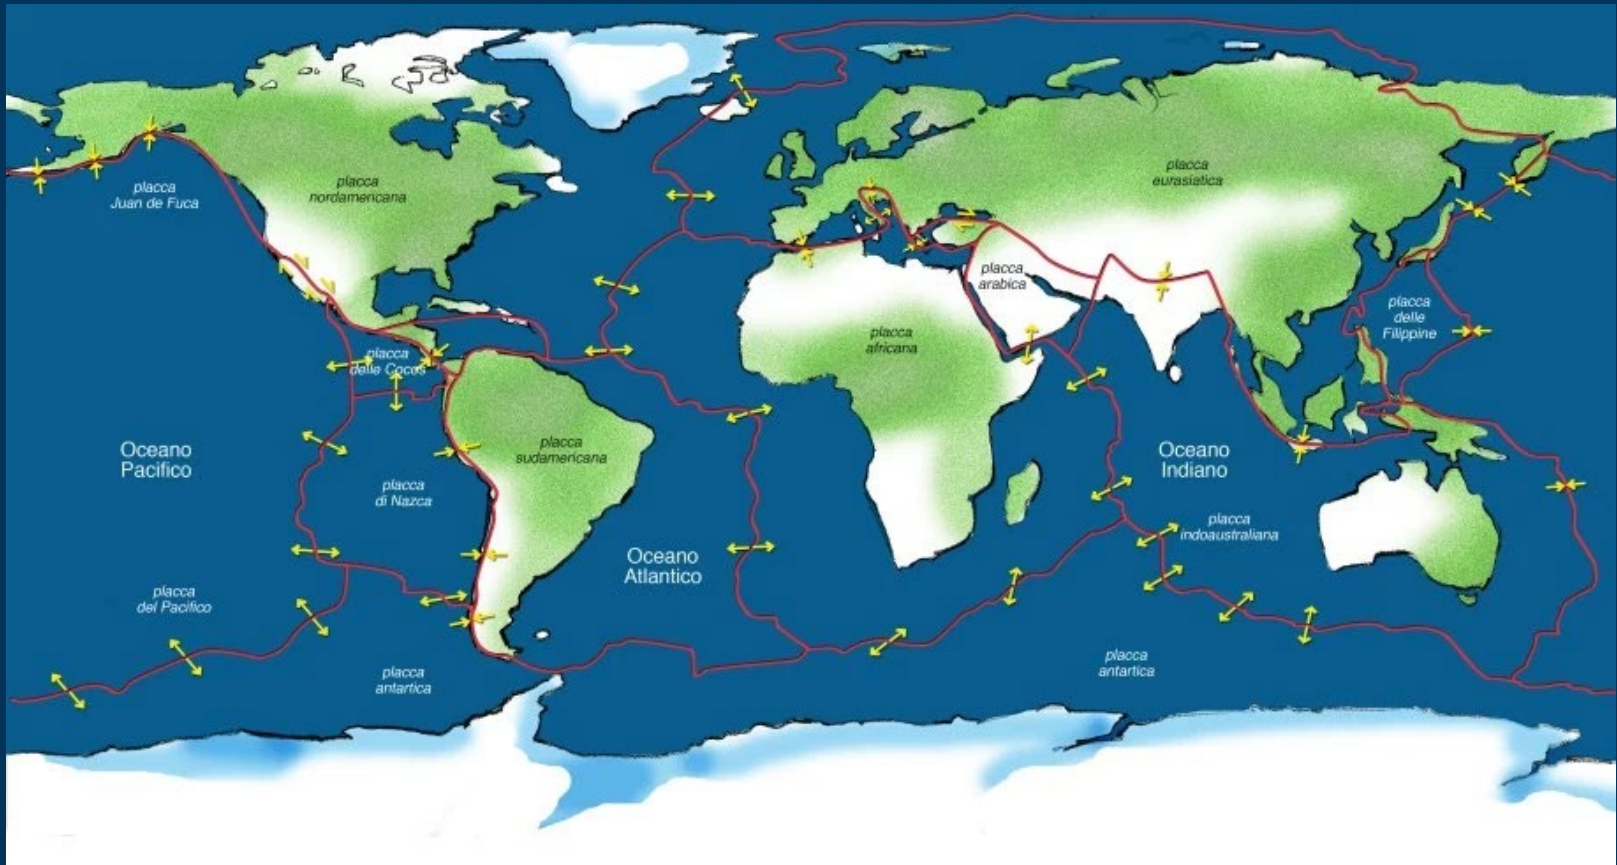 placca
Juan de Fuca
placca
nordamericana
placca
eurasiatica
placca
arabica
placca
delle
Filippine
placca
africana
placca
delle Cocos
Oceano
Pacifico
placca
sudamericana
Oceano
Indiano
placca
di Nazca
placca
indoaustraliana
Oceano
Atlantico
placca
del Pacifico
placca
antartica
placca
antartica